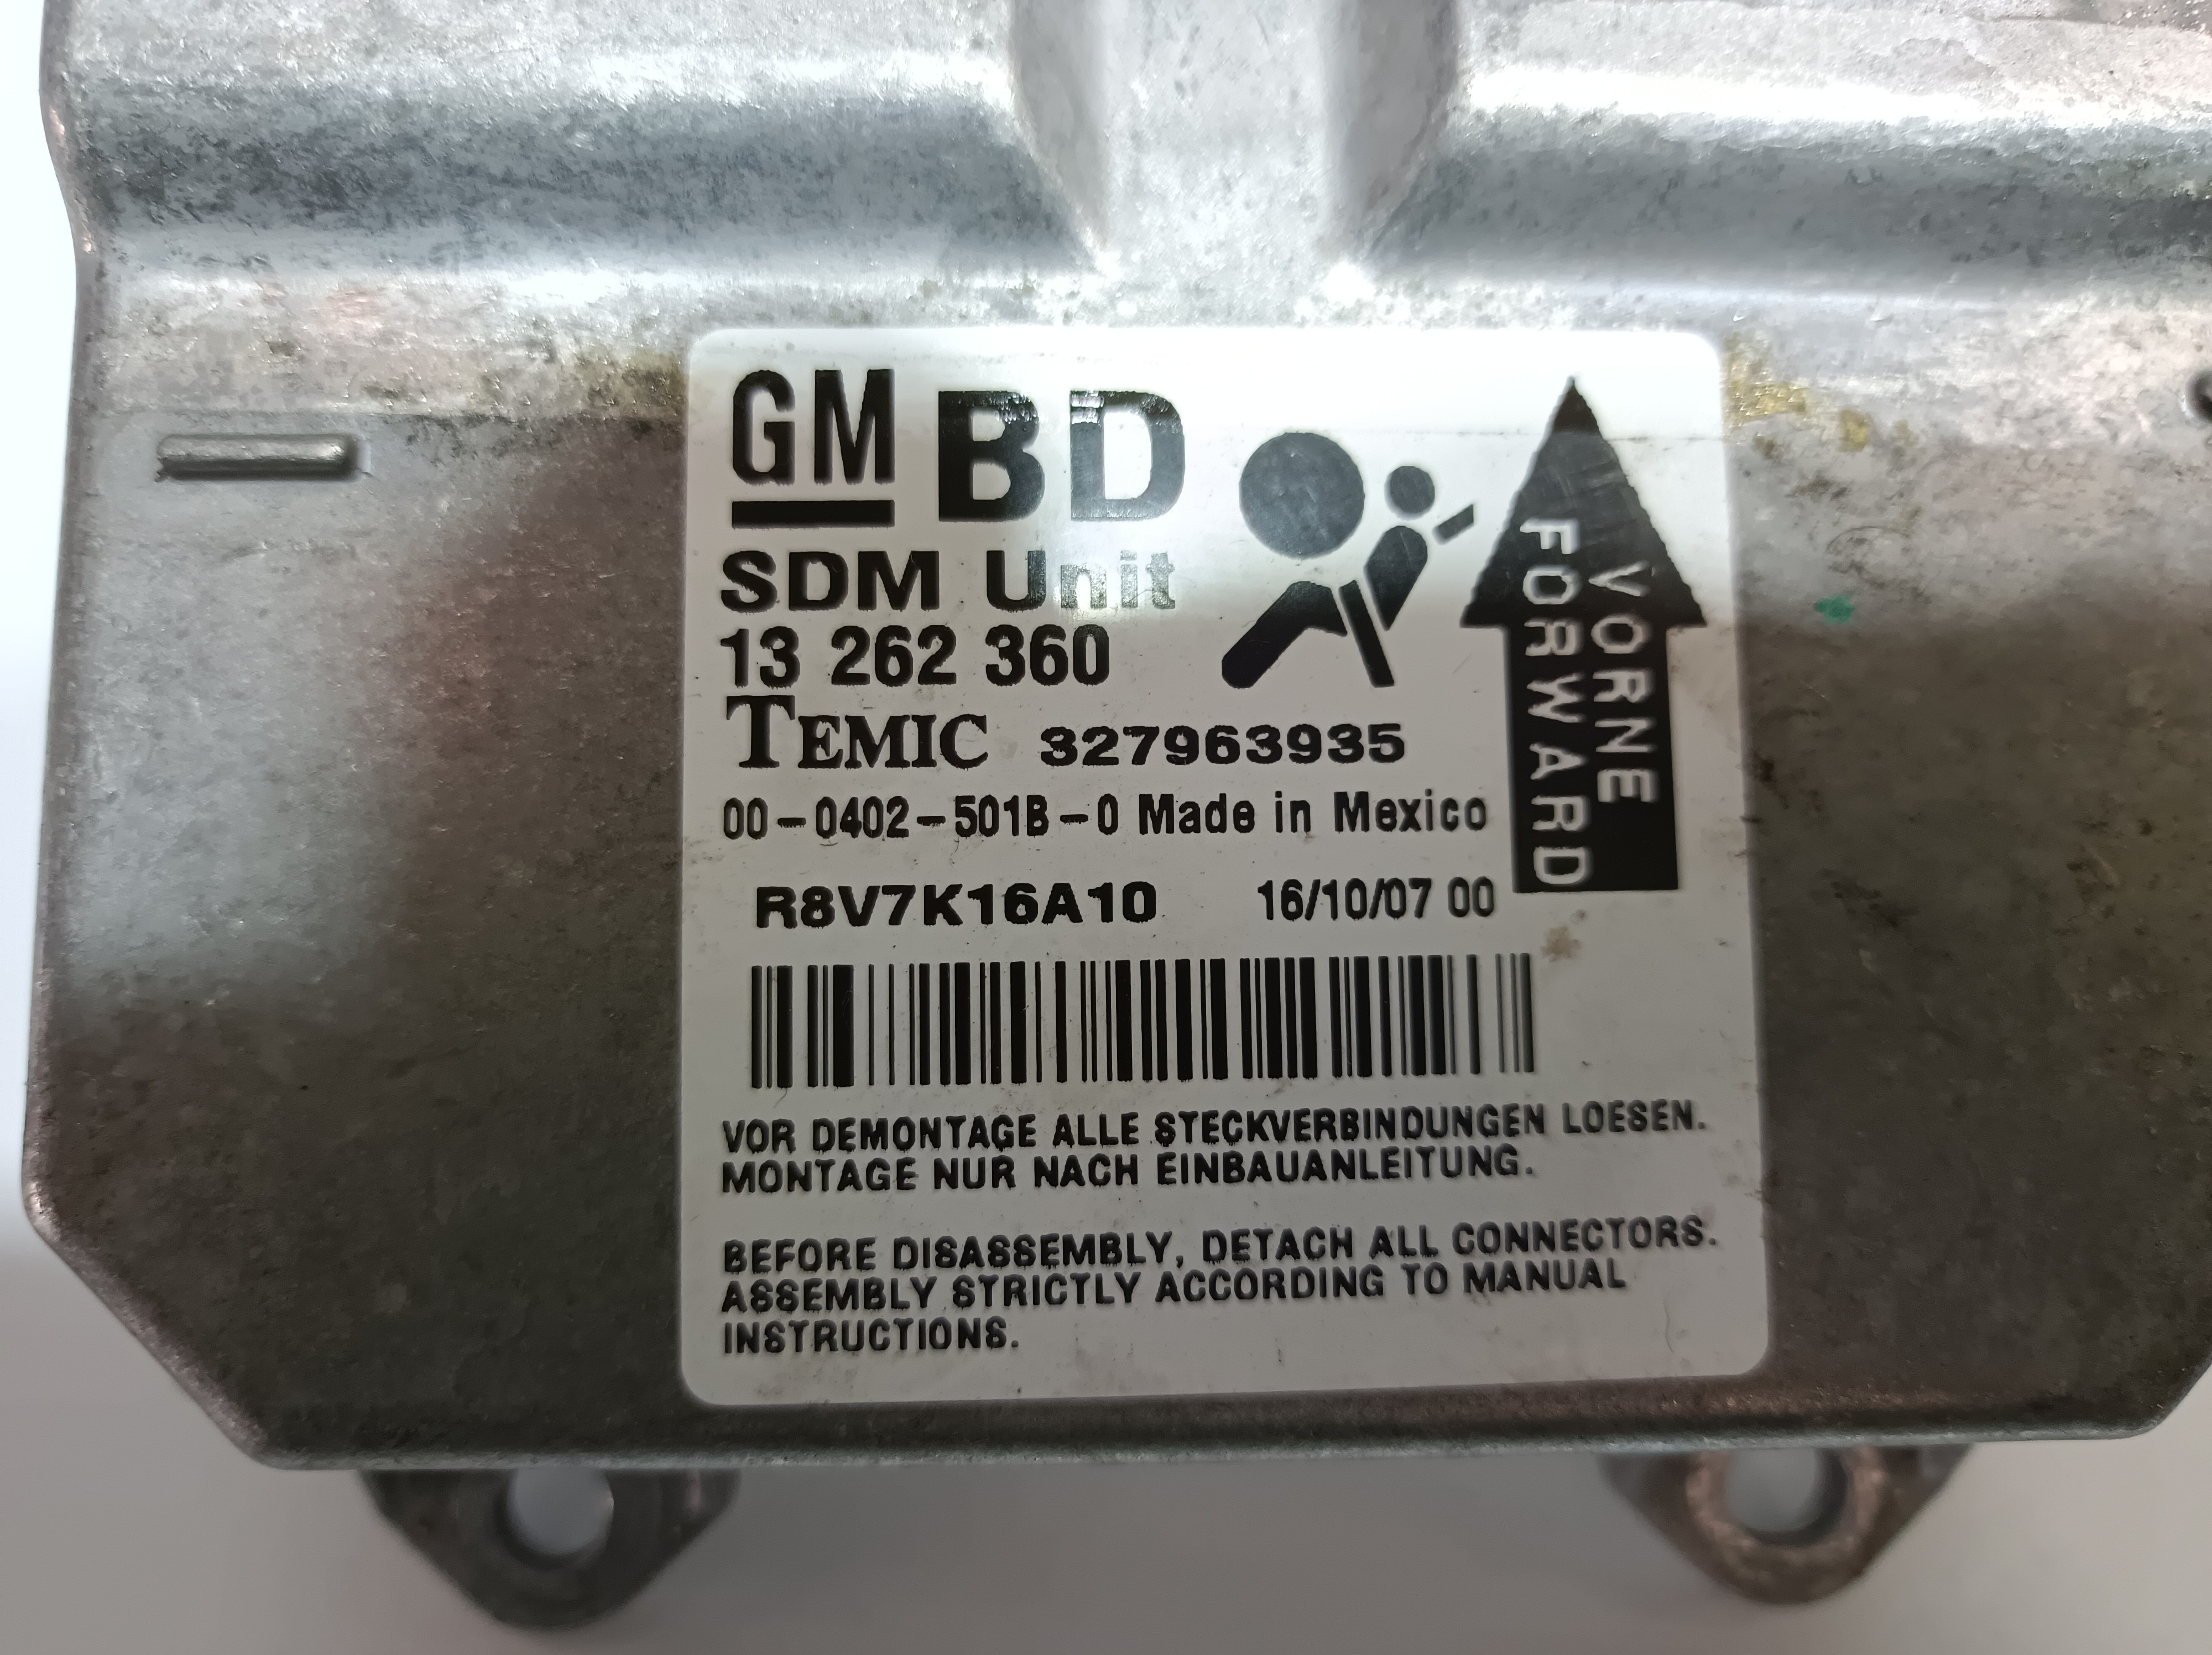 GM BD
SDM Unit
13 262 360
TEMIC 327963935
00-0402-501B-0 Made in Mexico
R8V7K16A10 16/10/07 00
VORNE
FORWARD
VOR DEMONTAGE ALLE STECKVERBINDUNGEN LOESEN.
MONTAGE NUR NACH EINBAUANLEITUNG.
BEFORE DISASSEMBLY, DETACH ALL CONNECTORS.
ASSEMBLY STRICTLY ACCORDING TO MANUAL
INSTRUCTIONS.